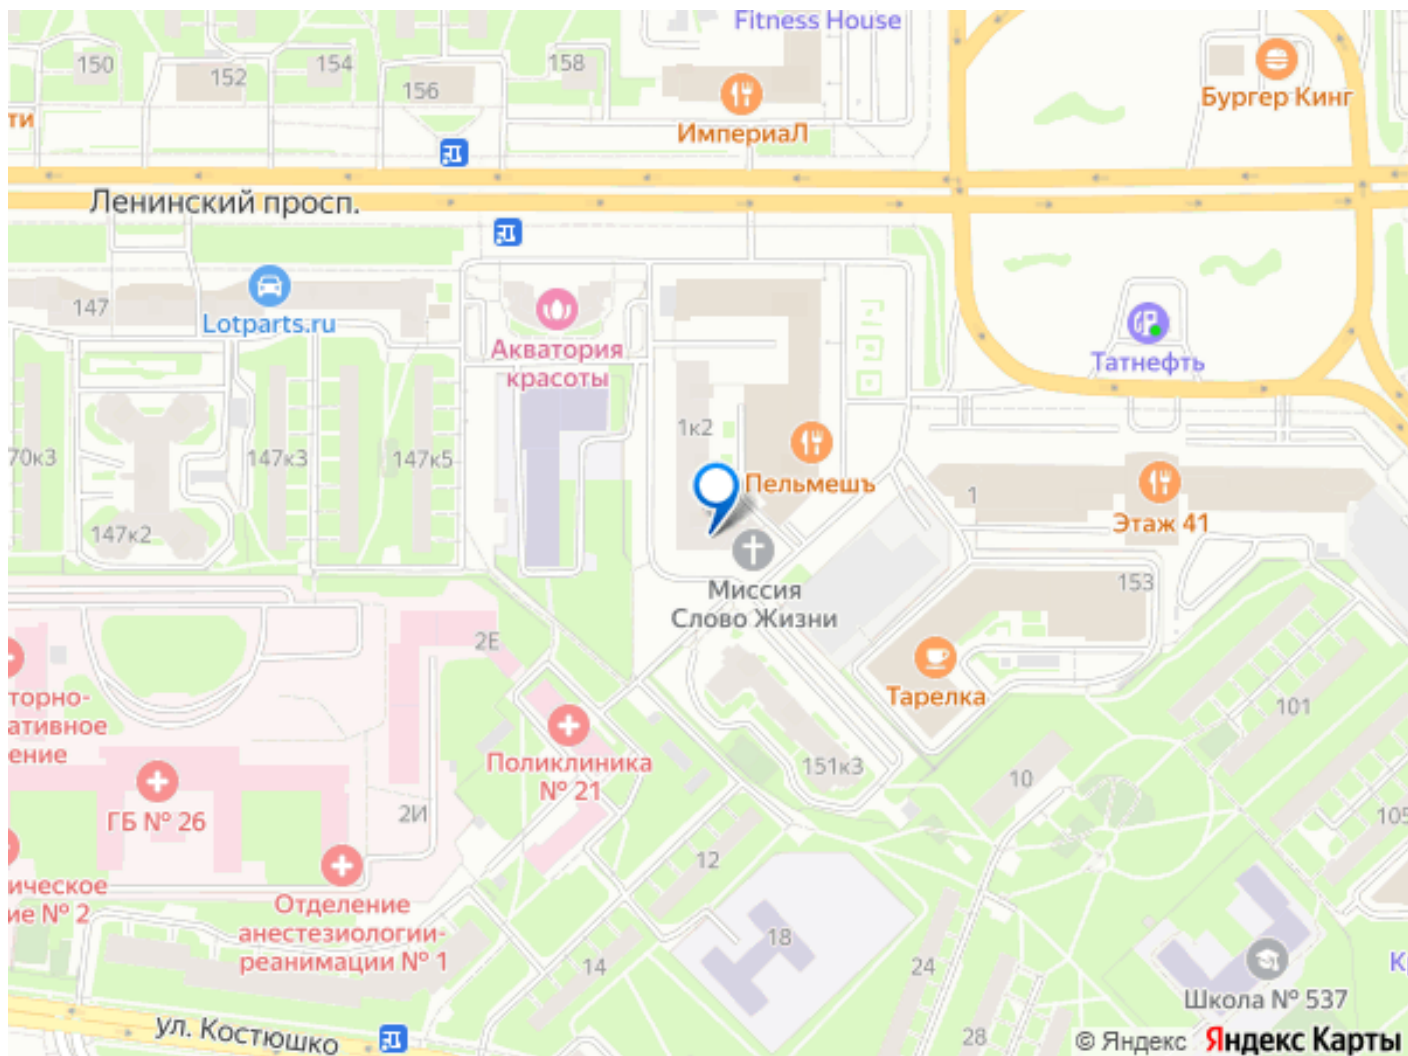 Fitness House
150
152
154
156
158
ИмпериаЛ
Бургер Кинг
ти
Ленинский просп.
147
Lotparts.ru
Акватория
красоты
Татнефть
1к2
70к3
147к3
147к5
Пельмешъ
1
Этаж 41
147к2
Миссия
Слово Жизни
153
2Е
Тарелка
торно-
ативное
ение
101
Поликлиника
№ 21
151к3
10
ГБ № 26
2И
105
12
ическое
ие № 2
Отделение
анестезиологии-
реанимации № 1
18
14
24
К
Школа № 537
ул. Костюшко
28
© Яндекс Яндекс Карты